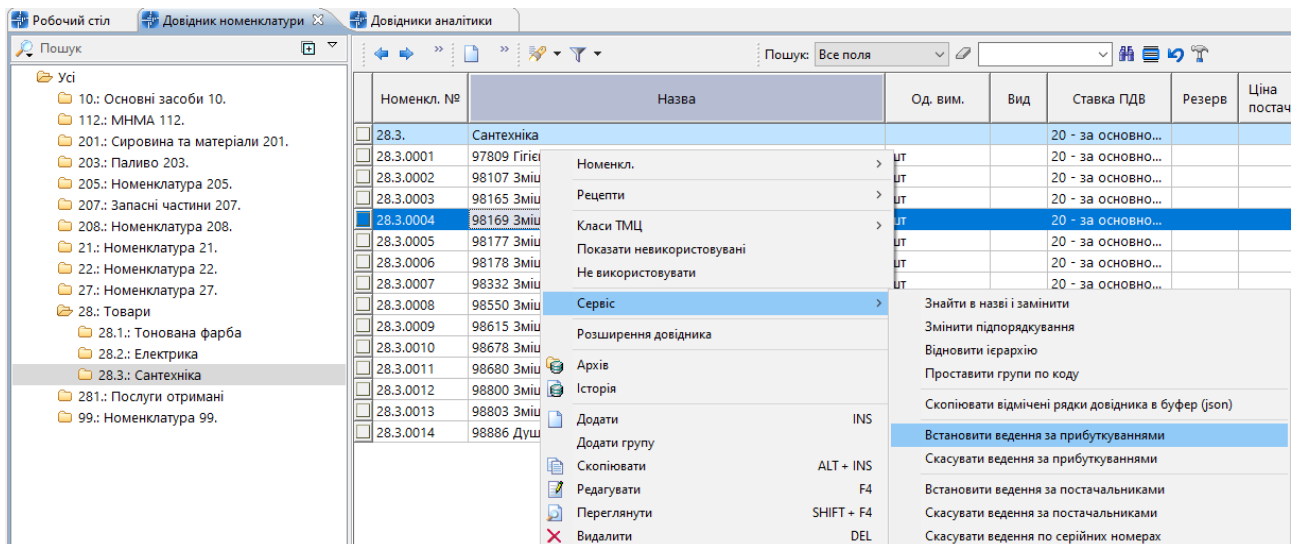 Робочий стіл Довідник номенклатури Довідники аналітики
Пошук
Пошук: Все поля
Усі
10.: Основні засоби 10.
112.: МНМА 112.
201.: Сировина та матеріали 201.
203.: Паливо 203.
205.: Номенклатура 205.
207.: Запасні частини 207.
208.: Номенклатура 208.
21.: Номенклатура 21.
22.: Номенклатура 22.
27.: Номенклатура 27.
28.: Товари
28.1.: Тонована фарба
28.2.: Електрика
28.3.: Сантехніка
281.: Послуги отримані
99.: Номенклатура 99.
Номенкл. № Назва Од. вим. Вид Ставка ПДВ Резерв Ціна
постач
28.3. Сантехніка 20 - за основно...
28.3.0001 97809 Гігіє шт 20 - за основно...
28.3.0002 98107 Зміш шт 20 - за основно...
28.3.0003 98165 Зміш шт 20 - за основно...
28.3.0004 98169 Зміш шт 20 - за основно...
28.3.0005 98177 Зміш шт 20 - за основно...
28.3.0006 98178 Зміш шт 20 - за основно...
28.3.0007 98332 Зміш шт 20 - за основно...
28.3.0008 98550 Зміш
28.3.0009 98615 Зміш
28.3.0010 98678 Зміш
28.3.0011 98680 Зміш
28.3.0012 98800 Зміш
28.3.0013 98803 Зміш
28.3.0014 98886 Душ
Номенкл.
Рецепти
Класи ТМЦ
Показати невикористовувані
Не використовувати
Сервіс
Розширення довідника
Архів
Історія
Додати INS
Додати групу
Скопіювати ALT + INS
Редагувати F4
Переглянути SHIFT + F4
Видалити DEL
Знайти в назві і замінити
Змінити підпорядкування
Відновити ієрархію
Проставити групи по коду
Скопіювати відмічені рядки довідника в буфер (json)
Встановити ведення за прибуткуваннями
Скасувати ведення за прибуткуваннями
Встановити ведення за постачальниками
Скасувати ведення за постачальниками
Скасувати ведення по серійних номерах